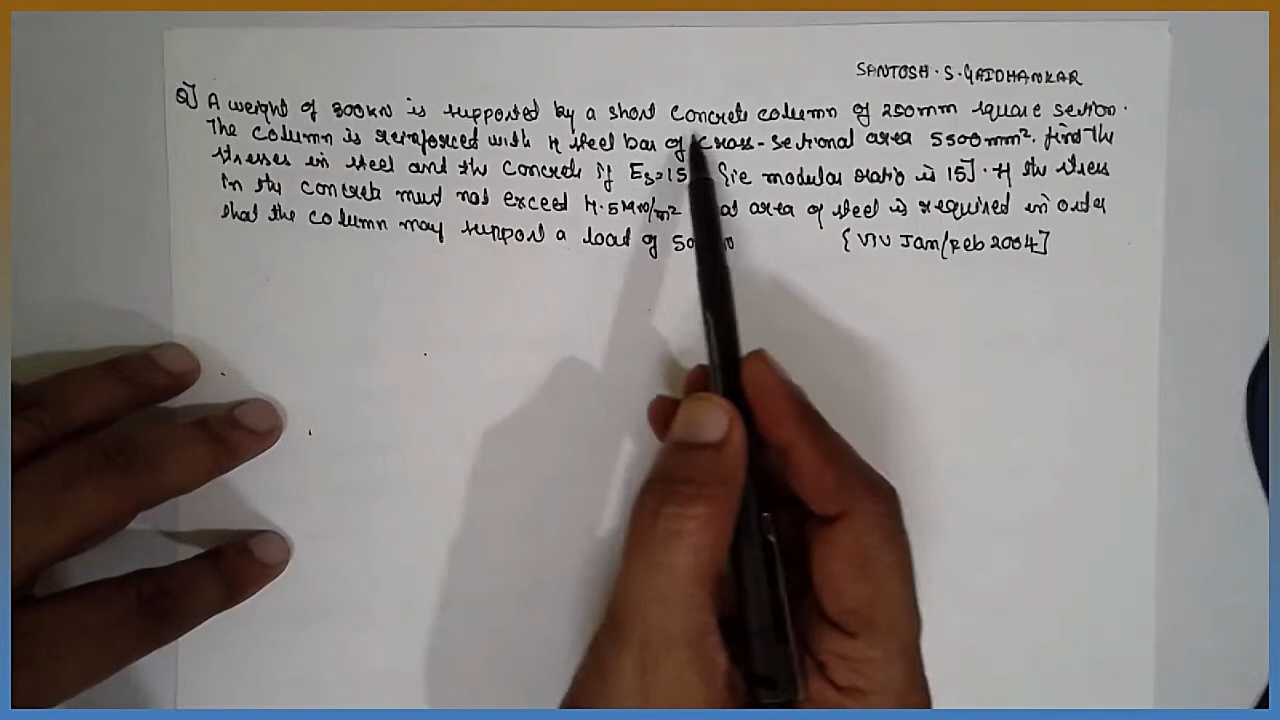 SANTOSH.S.GAIDHANKAR
Q] A weight of 300kN is supported by a short concrete column of 250mm square section.
The column is reinforced with 4 steel bar of cross-sectional area 5500mm². find the
stresses in steel and the concrete if Es=15 [ie modular ratio is 15]. If the stress
in the concrete must not exceed 4.5MN/m² area of steel is required in order
that the column may support a load of
{VTU Jan/Feb 2004]